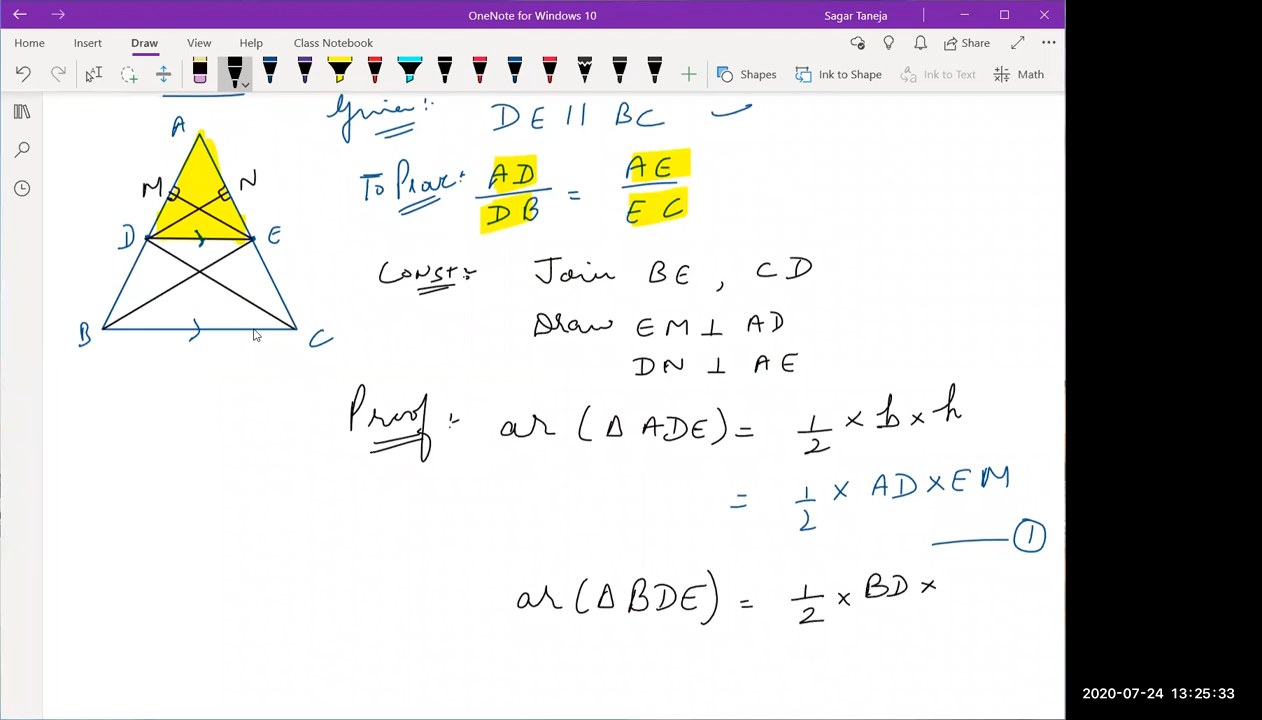 OneNote for Windows 10
Sagar Taneja
Home Insert Draw View Help Class Notebook
Share
Shapes Ink to Shape Ink to Text Math
Given:- DE || BC
To Prove: AD / DB = AE / EC
Const:- Join BE, CD
Draw EM ⊥ AD
DN ⊥ AE
A
M N
D E
B C
Proof :- ar (Δ ADE) = 1/2 × b × h
= 1/2 × AD × EM
1
ar (Δ BDE) = 1/2 × BD ×
2020-07-24 13:25:33